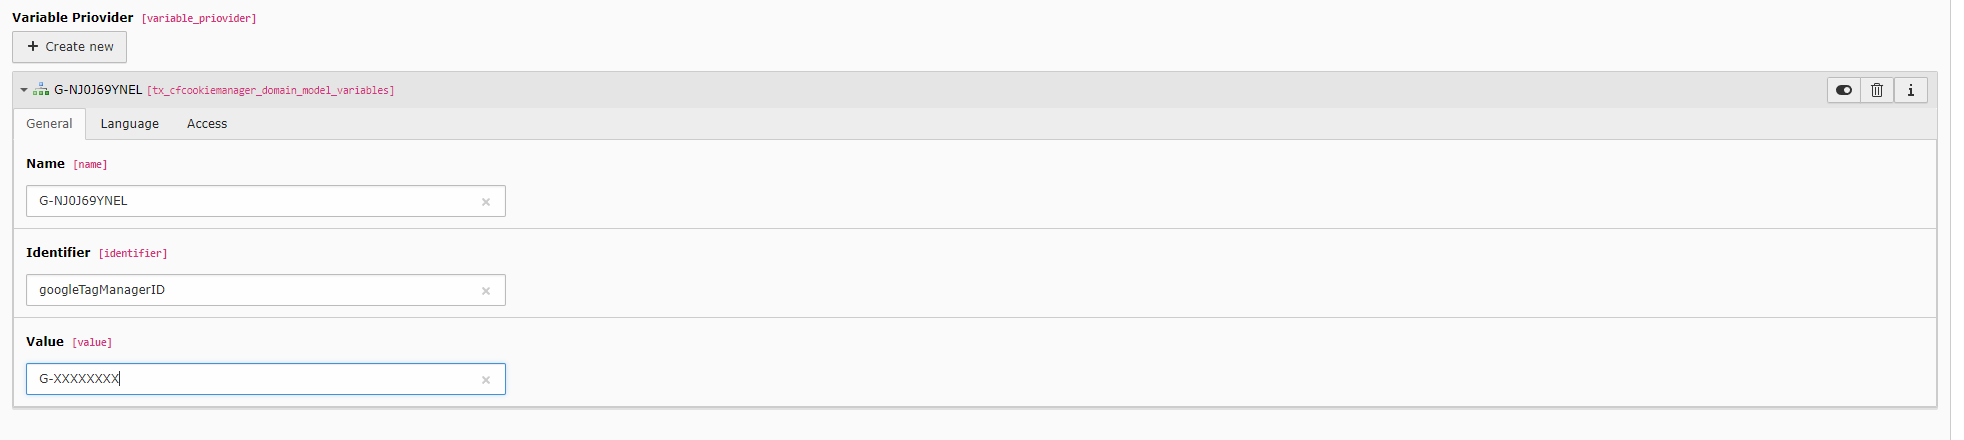 Variable Priovider [variable_priovider]
+ Create new
G-NJ0J69YNEL [tx_cfcookiemanager_domain_model_variables]
General Language Access
Name [name]
G-NJ0J69YNEL
Identifier [identifier]
googleTagManagerID
Value [value]
G-XXXXXXXX